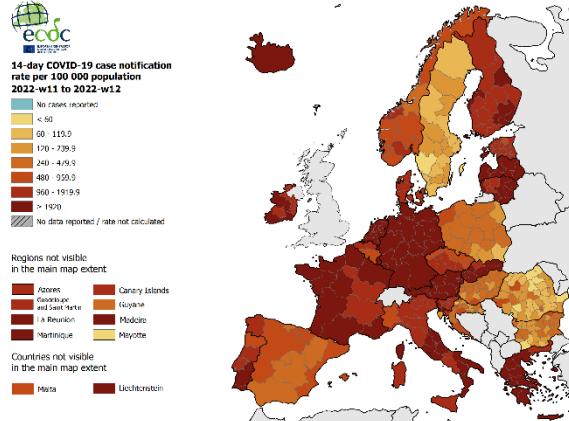 ecdc
14-day COVID-19 case notification
rate per 100 000 population
2022-w11 to 2022-w12
No cases reported
< 60
60 - 119.9
120 - 239.9
240 - 479.9
480 - 959.9
960 - 1919.9
> 1920
No data reported / rate not calculated
Regions not visible
in the main map extent
Azores
Canary Islands
Guadeloupe
and Saint Martin
Guyane
La Reunion
Madeira
Martinique
Mayotte
Countries not visible
in the main map extent
Malta
Liechtenstein